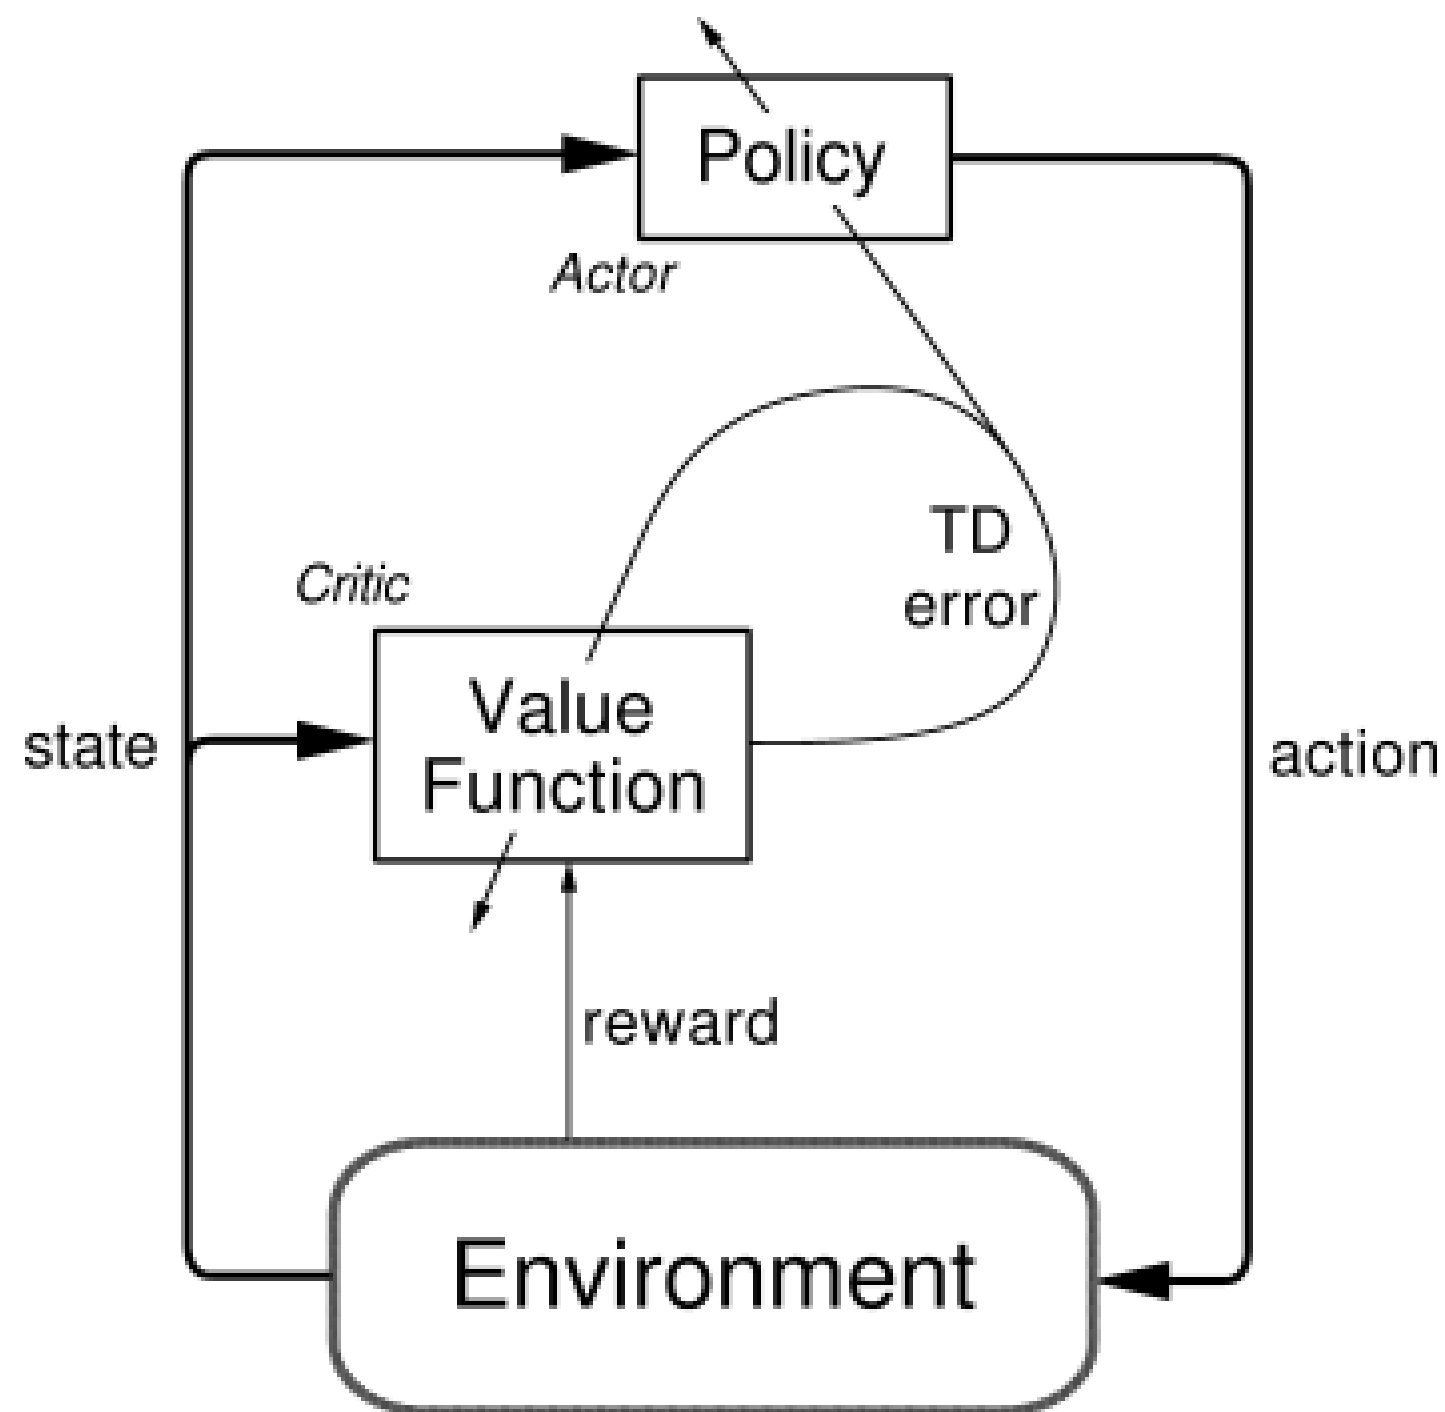 Policy
Actor
TD
error
Critic
Value
Function
state
action
reward
Environment